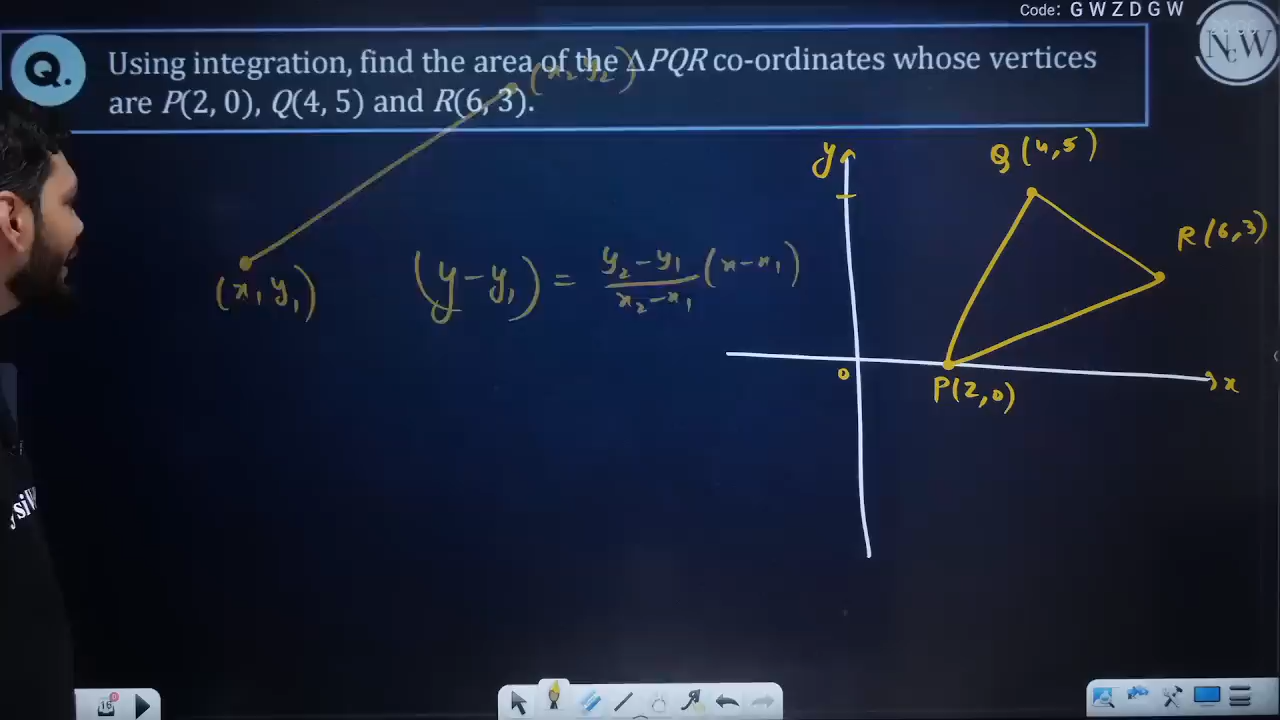 Code: G W Z D G W
Q. Using integration, find the area of the ΔPQR co-ordinates whose vertices
are P(2, 0), Q(4, 5) and R(6, 3).
NCW
(x₂ y₂)
y
Q (4,5)
R (6,3)
(x₁ y₁)
(y-y₁) = y₂-y₁/x₂-x₁ (x-x₁)
0
P(2,0)
x